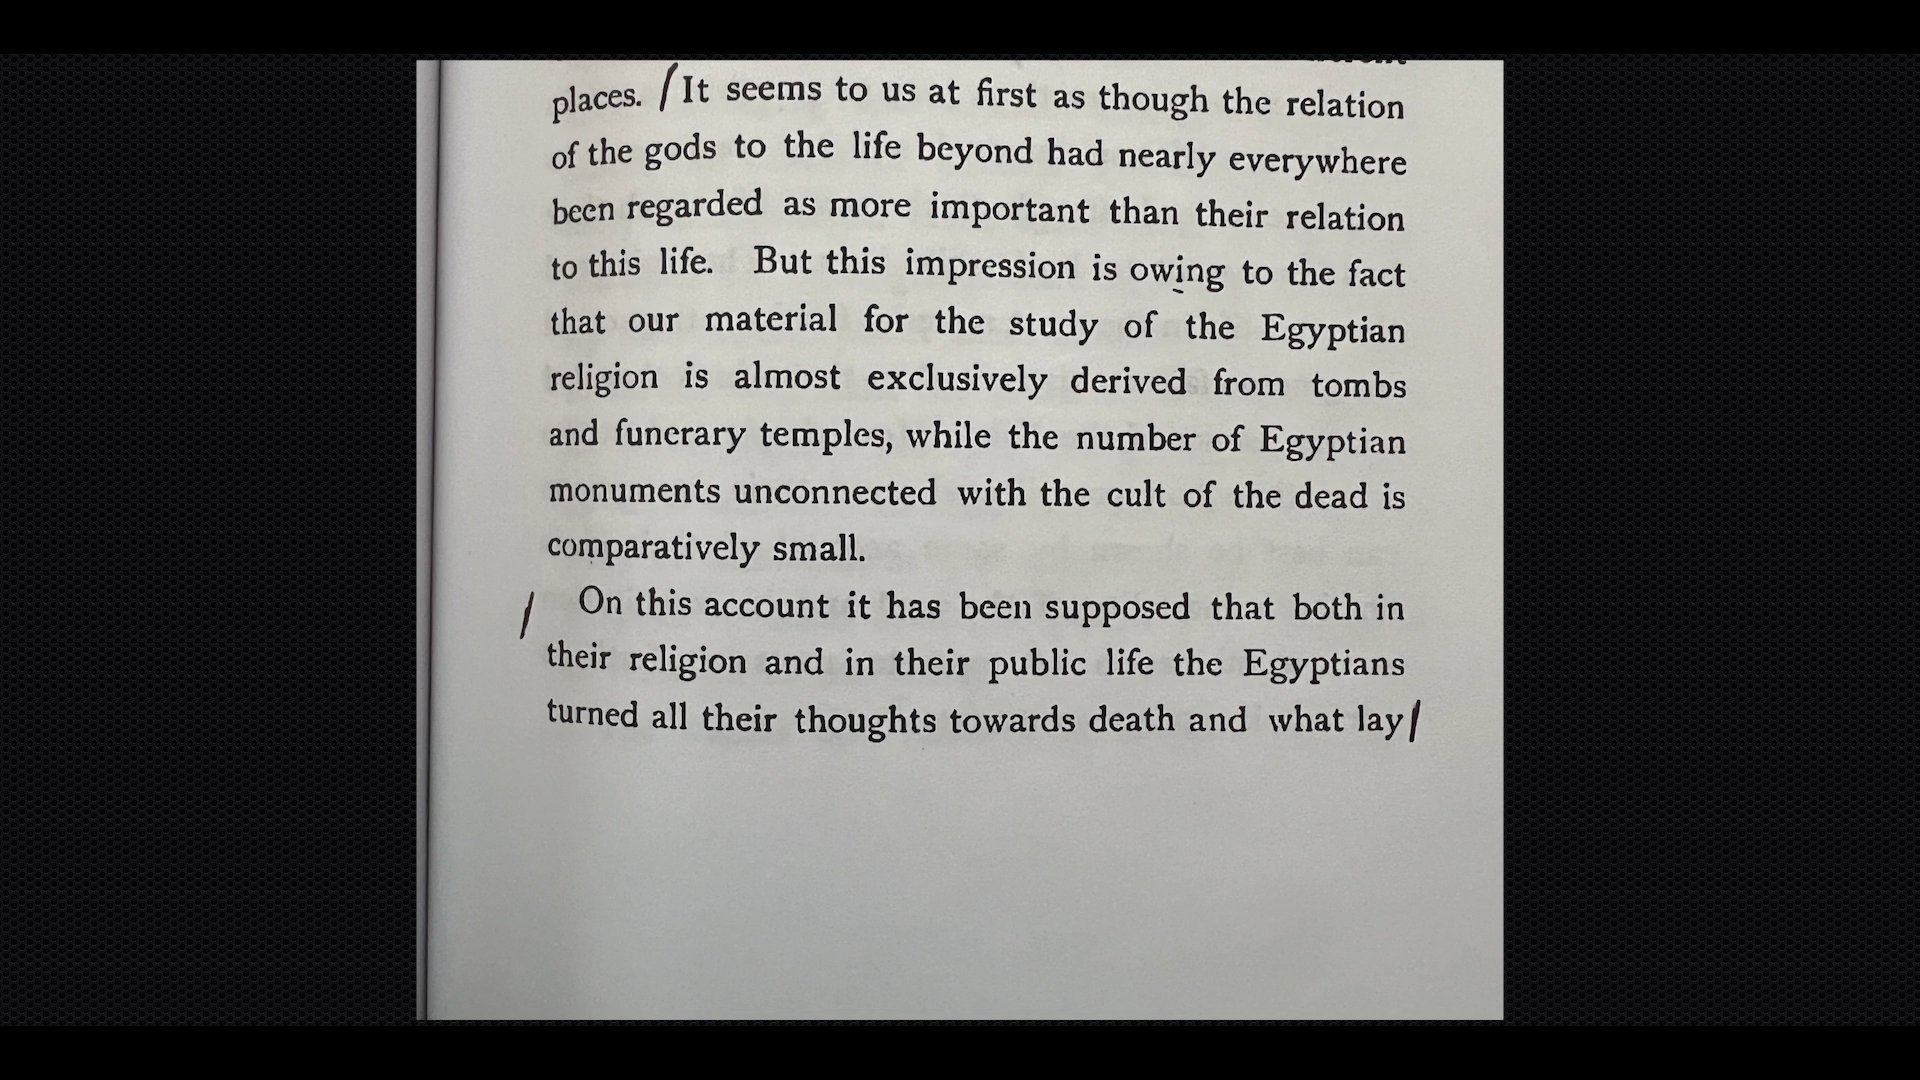 places. /It seems to us at first as though the relation
of the gods to the life beyond had nearly everywhere
been regarded as more important than their relation
to this life. But this impression is owing to the fact
that our material for the study of the Egyptian
religion is almost exclusively derived from tombs
and funerary temples, while the number of Egyptian
monuments unconnected with the cult of the dead is
comparatively small.
/ On this account it has been supposed that both in
their religion and in their public life the Egyptians
turned all their thoughts towards death and what lay/